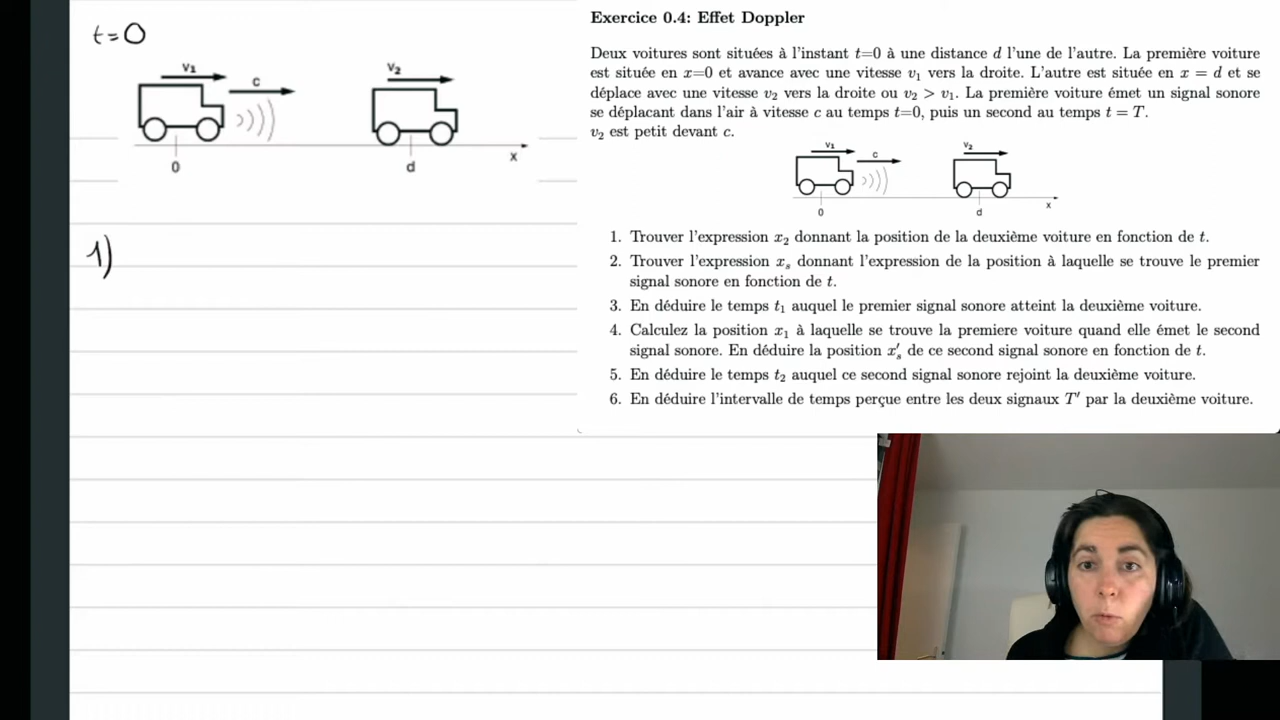 t=0
v₁
c
v₂
0
d
x
1)
Exercice 0.4: Effet Doppler
Deux voitures sont situées à l'instant t=0 à une distance d l'une de l'autre. La première voiture
est située en x=0 et avance avec une vitesse v₁ vers la droite. L'autre est située en x = d et se
déplace avec une vitesse v₂ vers la droite ou v₂ > v₁. La première voiture émet un signal sonore
se déplacant dans l'air à vitesse c au temps t=0, puis un second au temps t = T.
v₂ est petit devant c.
v₁
c
v₂
0
d
x
1. Trouver l'expression x₂ donnant la position de la deuxième voiture en fonction de t.
2. Trouver l'expression xₛ donnant l'expression de la position à laquelle se trouve le premier
signal sonore en fonction de t.
3. En déduire le temps t₁ auquel le premier signal sonore atteint la deuxième voiture.
4. Calculez la position x₁ à laquelle se trouve la premiere voiture quand elle émet le second
signal sonore. En déduire la position x′ₛ de ce second signal sonore en fonction de t.
5. En déduire le temps t₂ auquel ce second signal sonore rejoint la deuxième voiture.
6. En déduire l'intervalle de temps perçue entre les deux signaux T′ par la deuxième voiture.